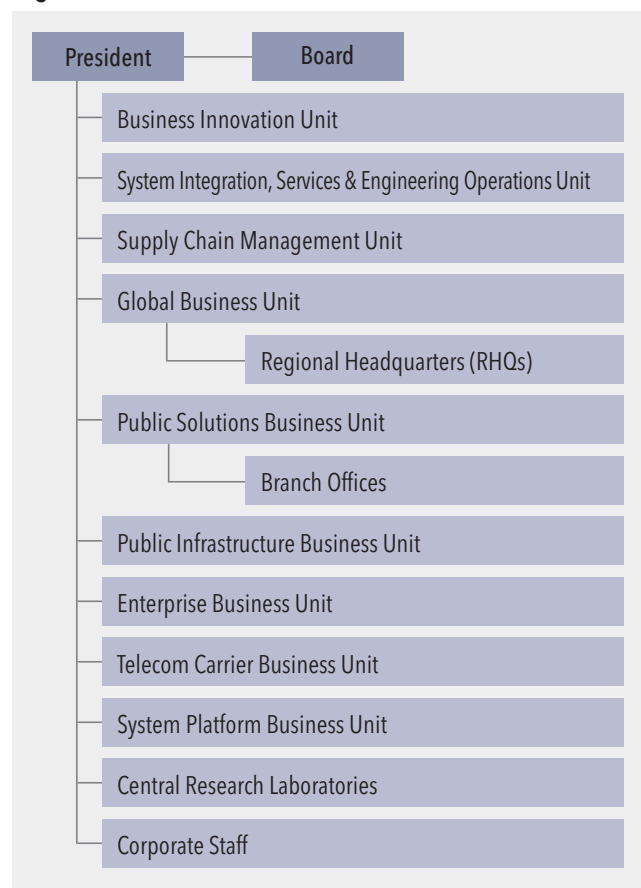 President
Board
Business Innovation Unit
System Integration, Services & Engineering Operations Unit
Supply Chain Management Unit
Global Business Unit
Regional Headquarters (RHQs)
Public Solutions Business Unit
Branch Offices
Public Infrastructure Business Unit
Enterprise Business Unit
Telecom Carrier Business Unit
System Platform Business Unit
Central Research Laboratories
Corporate Staff